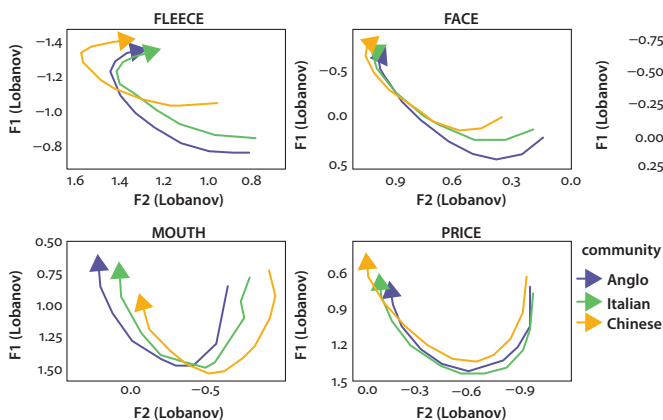 FLEECE
−1.4
−1.2
−1.0
−0.8
F1 (Lobanov)
1.6
1.4
1.2
1.0
0.8
F2 (Lobanov)
FACE
−0.5
0.0
0.5
F1 (Lobanov)
0.9
0.6
0.3
0.0
F2 (Lobanov)
−0.75
−0.50
−0.25
0.00
0.25
F1 (Lobanov)
MOUTH
0.50
0.75
1.00
1.25
1.50
F1 (Lobanov)
0.0
−0.5
F2 (Lobanov)
PRICE
0.6
0.9
1.2
1.5
F1 (Lobanov)
0.0
−0.3
−0.6
−0.9
F2 (Lobanov)
community
Anglo
Italian
Chinese